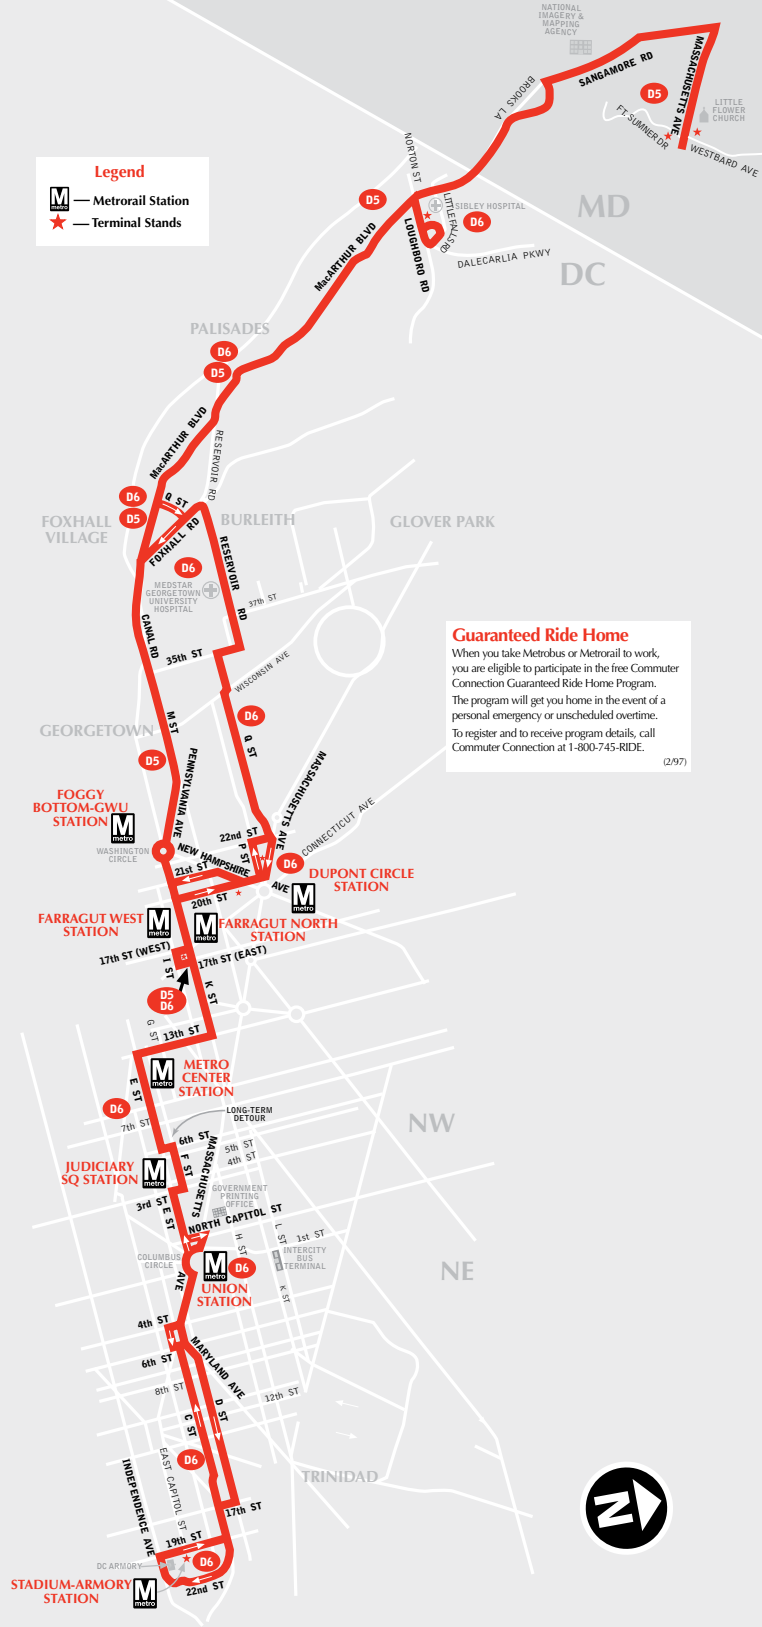 NATIONAL
IMAGERY &
MAPPING
AGENCY
BROOKS LA
SANGAMORE RD
MASSACHUSETTS AVE
D5
LITTLE
FLOWER
CHURCH
FT. SUMNER DR
WESTBARD AVE
Legend
M
metro
— Metrorail Station
— Terminal Stands
NORTON ST
D5
SIBLEY HOSPITAL
LITTLE FALLS RD
D6
MD
MacARTHUR BLVD
LOUGHBORO RD
DALECARLIA PKWY
DC
PALISADES
D6
D5
MacARTHUR BLVD
RESERVOIR RD
D6
D5
Q ST
FOXHALL
VILLAGE
BURLEITH
GLOVER PARK
FOXHALL RD
RESERVOIR RD
D6
MEDSTAR
GEORGETOWN
UNIVERSITY
HOSPITAL
37th ST
CANAL RD
35th ST
WISCONSIN AVE
Guaranteed Ride Home
When you take Metrobus or Metrorail to work,
you are eligible to participate in the free Commuter
Connection Guaranteed Ride Home Program.
The program will get you home in the event of a
personal emergency or unscheduled overtime.
To register and to receive program details, call
Commuter Connection at 1-800-745-RIDE.
(2/97)
D6
M ST
GEORGETOWN
Q ST
D5
PENNSYLVANIA AVE
MASSACHUSETTS AVE
CONNECTICUT AVE
FOGGY
BOTTOM-GWU
STATION
M
metro
22nd ST
P ST
WASHINGTON
CIRCLE
NEW HAMPSHIRE
AVE
D6
21st ST
DUPONT CIRCLE
STATION
M
metro
20th ST
FARRAGUT WEST
STATION
M
metro
M
metro
FARRAGUT NORTH
STATION
17th ST (WEST)
17th ST (EAST)
I ST
K ST
D5
D6
G ST
13th ST
M
metro
METRO
CENTER
STATION
E ST
D6
LONG-TERM
DETOUR
7th ST
6th ST
NW
5th ST
4th ST
F ST
MASSACHUSETTS
AVE
JUDICIARY
SQ STATION
M
metro
GOVERNMENT
PRINTING
OFFICE
3rd ST
E ST
NORTH CAPITOL ST
H ST
L ST
1st ST
COLUMBUS
CIRCLE
INTERCITY
BUS
TERMINAL
M
metro
D6
UNION
STATION
K ST
NE
4th ST
6th ST
MARYLAND AVE
8th ST
12th ST
D ST
C ST
D6
EAST CAPITOL ST
INDEPENDENCE AVE
TRINIDAD
17th ST
19th ST
D6
DC ARMORY
STADIUM-ARMORY
STATION
M
metro
22nd ST
N